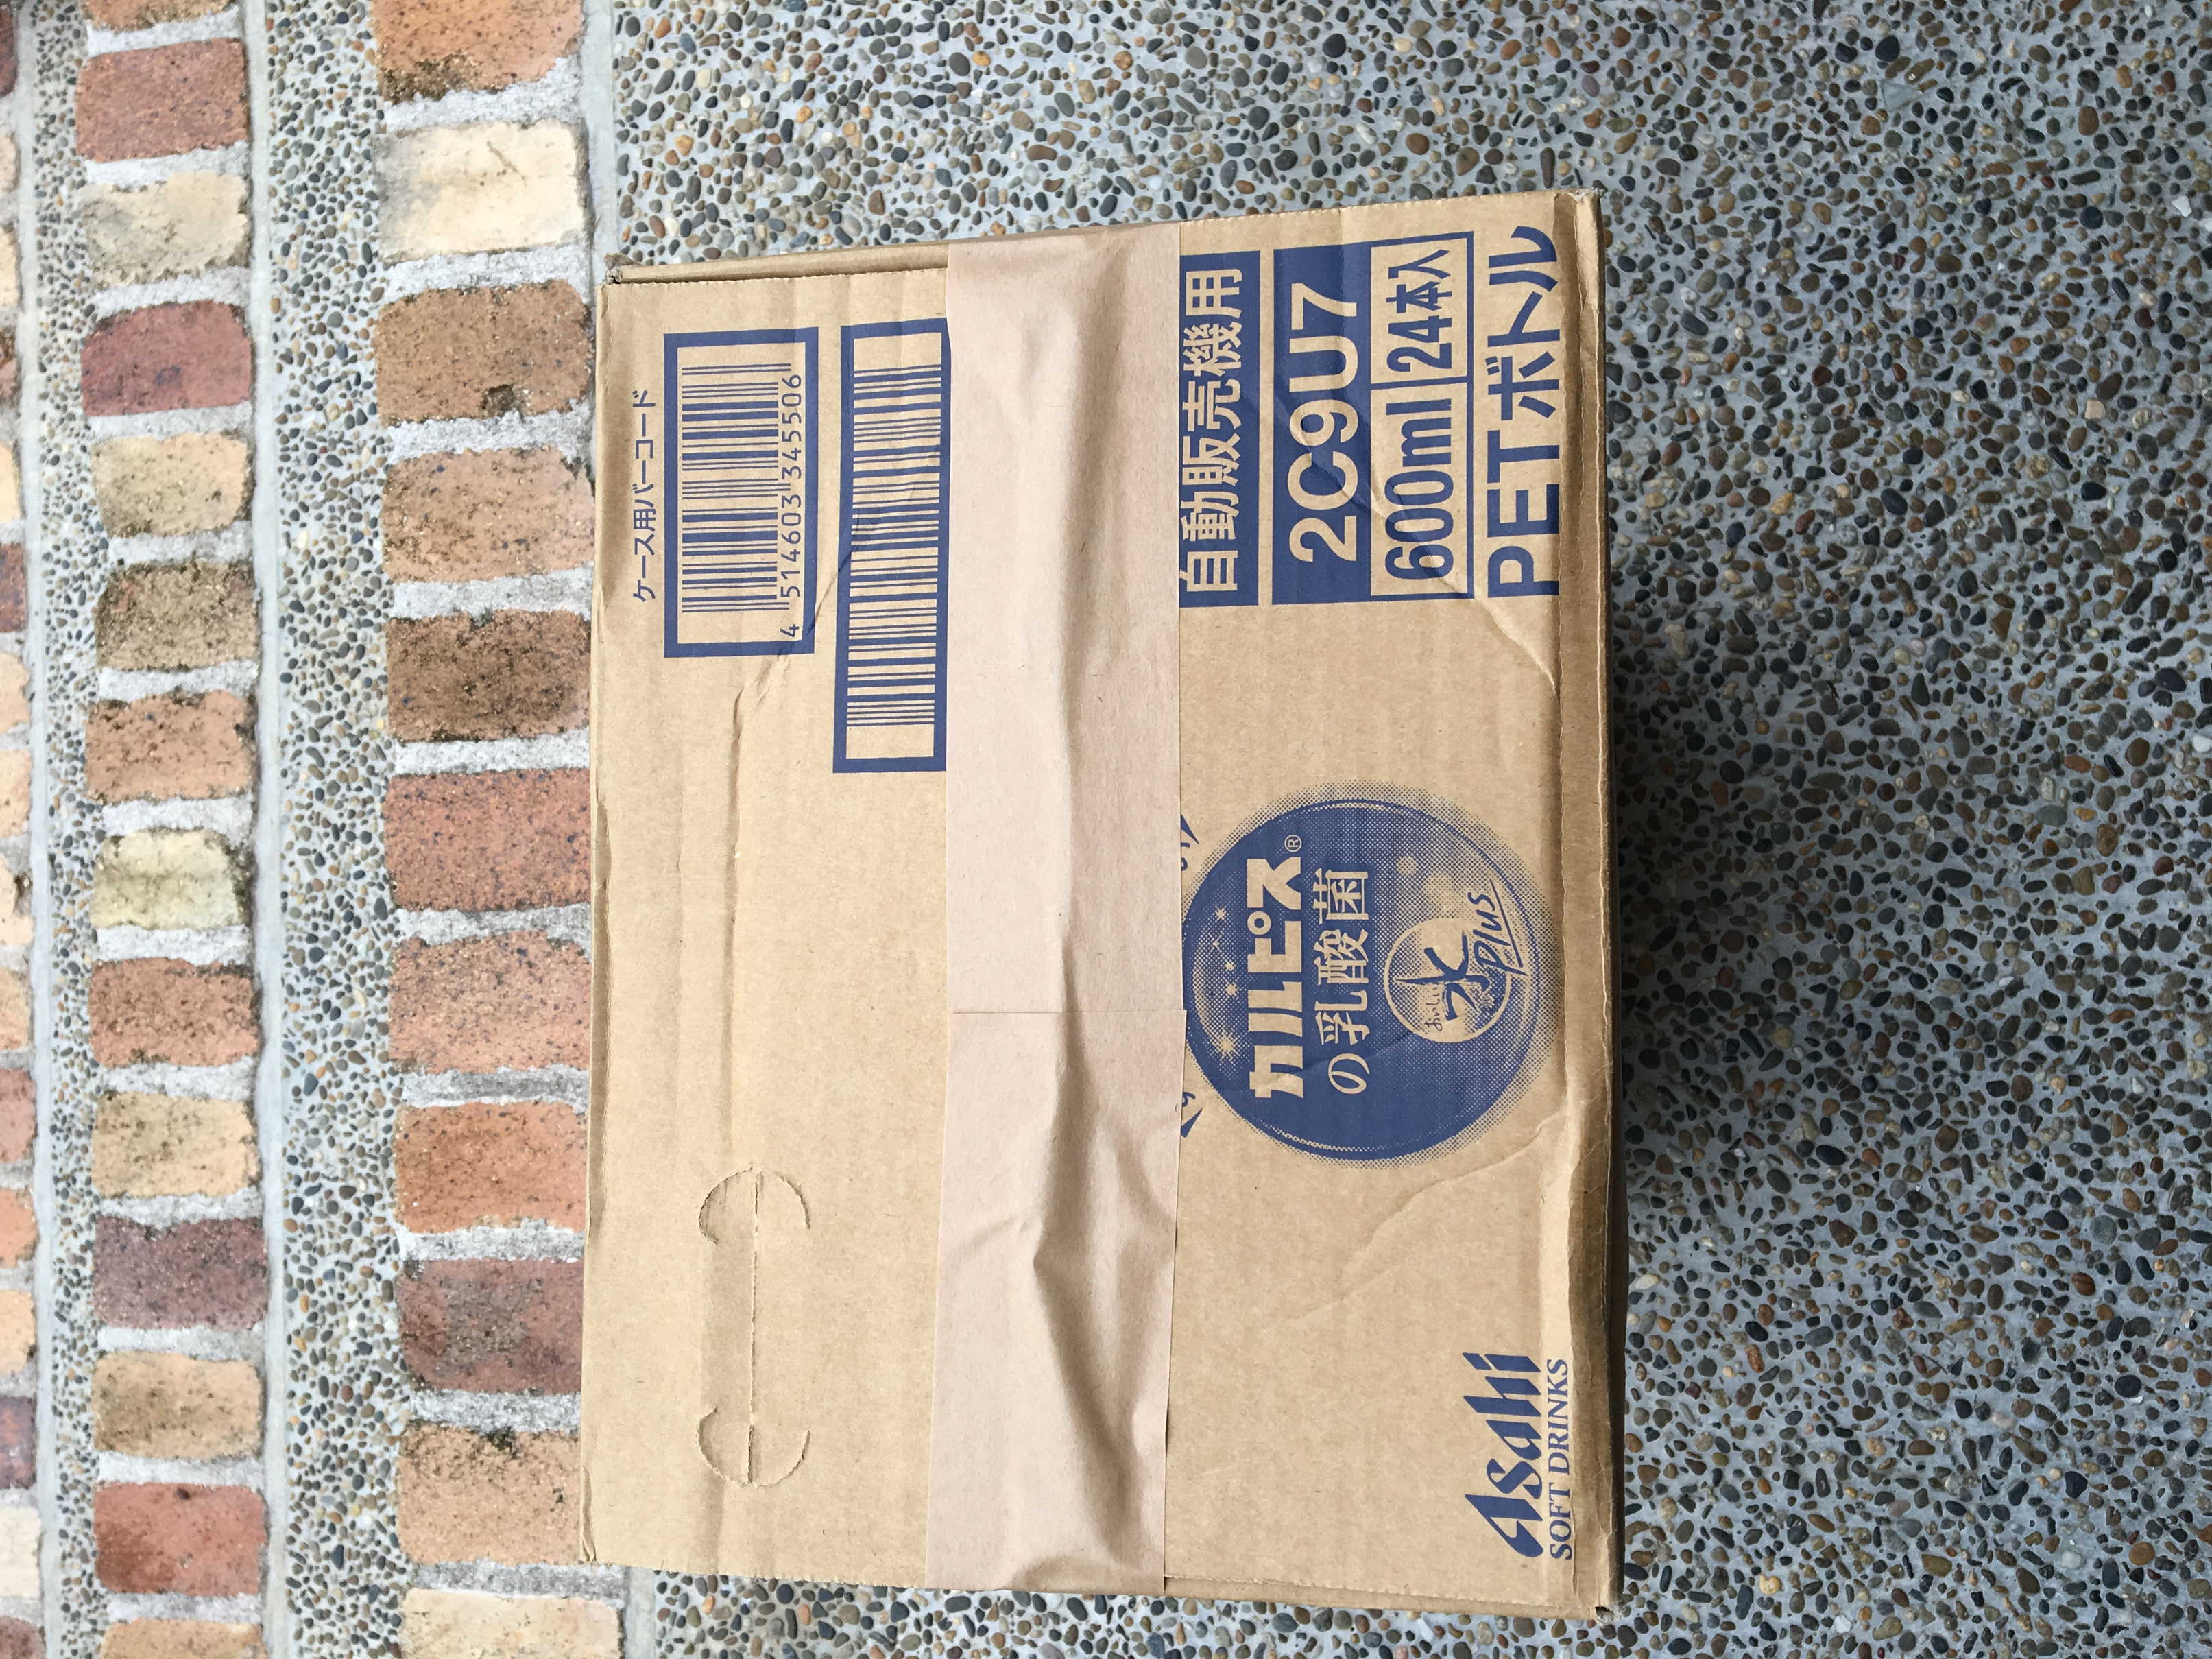 ケース用バーコード
4 514603 345506
自動販売機用
2C9U7
600ml 24本入
PETボトル
カルピス®
の乳酸菌
おいしい
水
Plus
Asahi
SOFT DRINKS